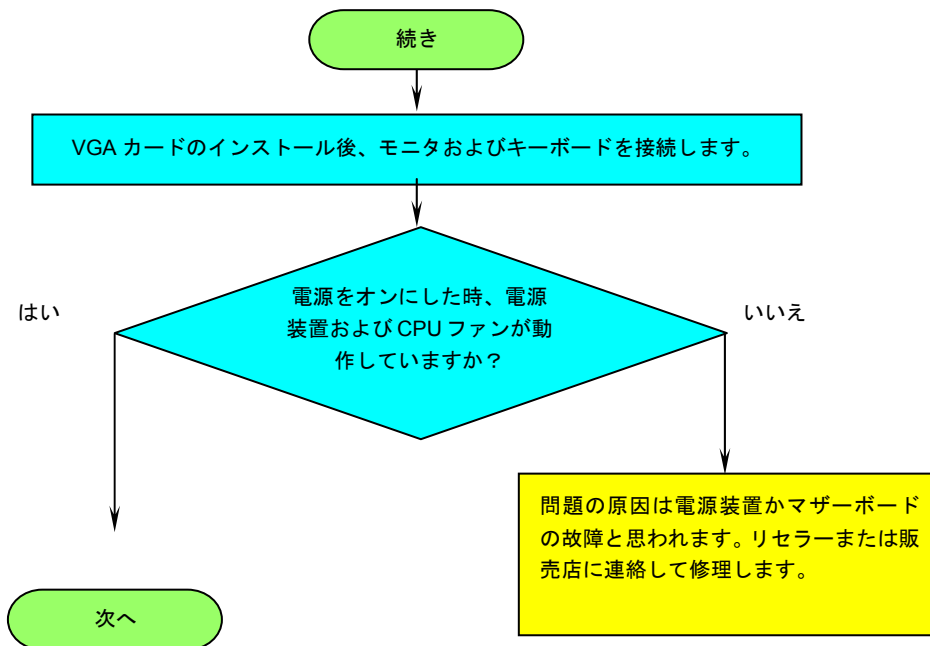 続き
VGA カードのインストール後、モニタおよびキーボードを接続します。
電源をオンにした時、電源
装置および CPU ファンが動
作していますか？
はい
いいえ
問題の原因は電源装置かマザーボード
の故障と思われます。リセラーまたは販
売店に連絡して修理します。
次へ